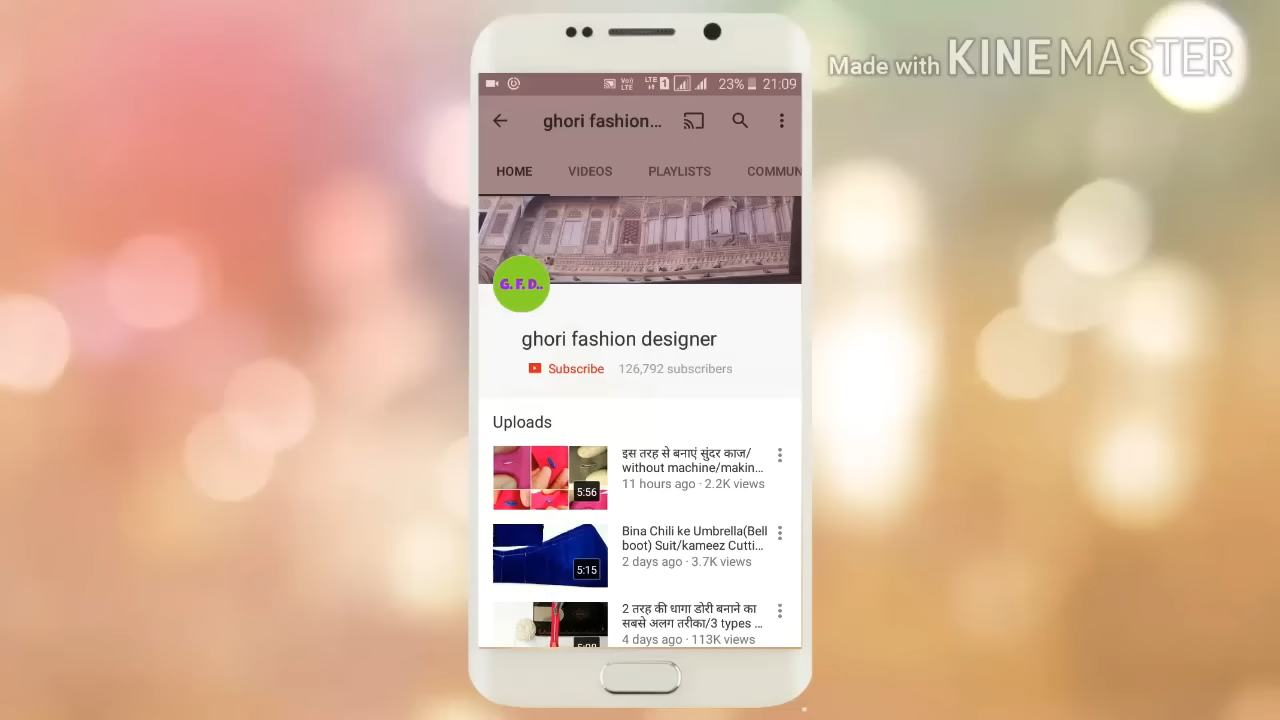 Made with KINEMASTER
VoLTE LTE 1 23% 21:09
ghori fashion...
HOME VIDEOS PLAYLISTS COMMUN
G. F. D..
ghori fashion designer
Subscribe 126,792 subscribers
Uploads
इस तरह से बनाएं सुंदर काज/
without machine/makin...
11 hours ago · 2.2K views
5:56
Bina Chili ke Umbrella(Bell
boot) Suit/kameez Cutti...
2 days ago · 3.7K views
5:15
2 तरह की धागा डोरी बनाने का
सबसे अलग तरीका/3 types ...
4 days ago · 113K views